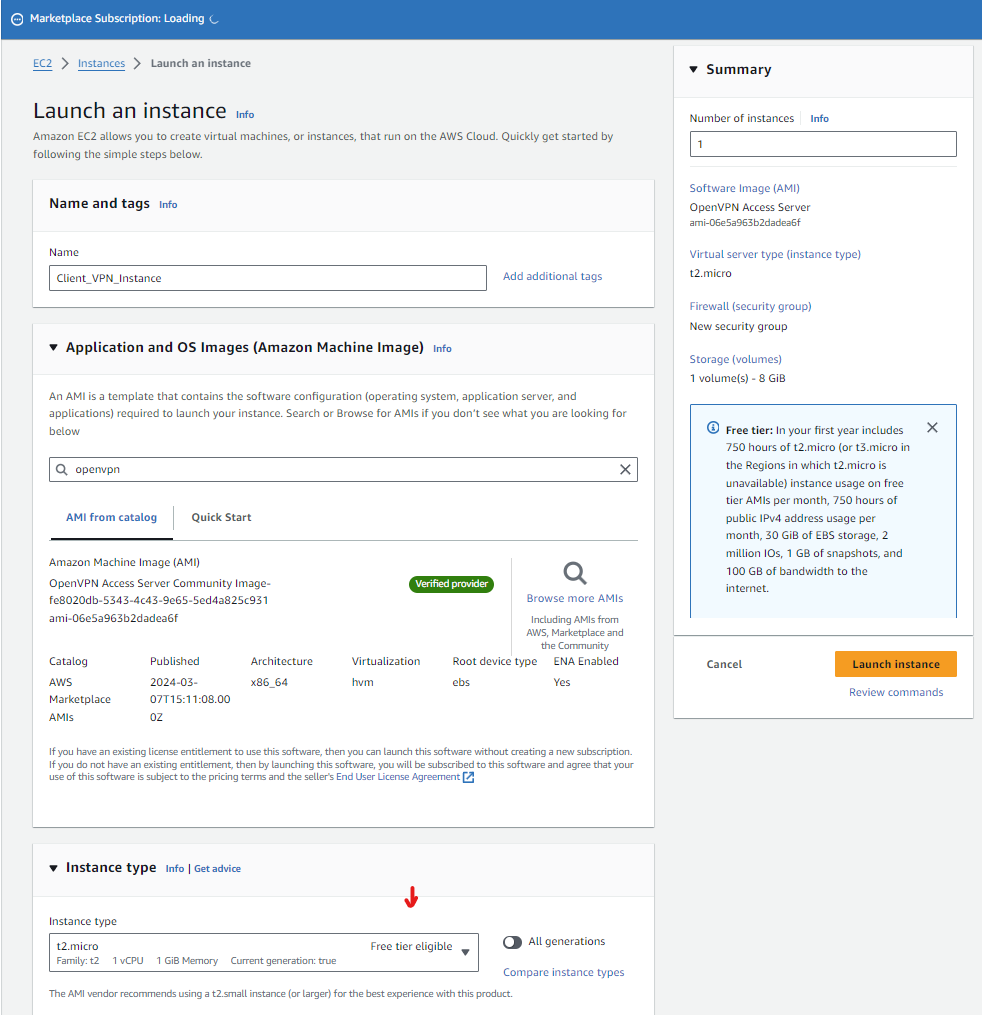 Marketplace Subscription: Loading
EC2 > Instances > Launch an instance
Launch an instance Info
Amazon EC2 allows you to create virtual machines, or instances, that run on the AWS Cloud. Quickly get started by
following the simple steps below.
Name and tags Info
Name
Client_VPN_Instance
Add additional tags
Application and OS Images (Amazon Machine Image) Info
An AMI is a template that contains the software configuration (operating system, application server, and
applications) required to launch your instance. Search or Browse for AMIs if you don't see what you are looking for
below
openvpn
AMI from catalog
Quick Start
Amazon Machine Image (AMI)
OpenVPN Access Server Community Image-
fe8020db-5343-4c43-9e65-5ed4a825c931
ami-06e5a963b2dadea6f
Verified provider
Browse more AMIs
Including AMIs from
AWS, Marketplace and
the Community
Catalog
AWS
Marketplace
AMIs
Published
2024-03-
07T15:11:08.00
0Z
Architecture
x86_64
Virtualization
hvm
Root device type
ebs
ENA Enabled
Yes
If you have an existing license entitlement to use this software, then you can launch this software without creating a new subscription.
If you do not have an existing entitlement, then by launching this software, you will be subscribed to this software and agree that your
use of this software is subject to the pricing terms and the seller's End User License Agreement
Instance type Info | Get advice
Instance type
t2.micro
Free tier eligible
Family: t2 1 vCPU 1 GiB Memory Current generation: true
All generations
Compare instance types
The AMI vendor recommends using a t2.small instance (or larger) for the best experience with this product.
Summary
Number of instances Info
1
Software Image (AMI)
OpenVPN Access Server
ami-06e5a963b2dadea6f
Virtual server type (instance type)
t2.micro
Firewall (security group)
New security group
Storage (volumes)
1 volume(s) - 8 GiB
Free tier: In your first year includes
750 hours of t2.micro (or t3.micro in
the Regions in which t2.micro is
unavailable) instance usage on free
tier AMIs per month, 750 hours of
public IPv4 address usage per
month, 30 GiB of EBS storage, 2
million IOs, 1 GB of snapshots, and
100 GB of bandwidth to the
internet.
Cancel
Launch instance
Review commands